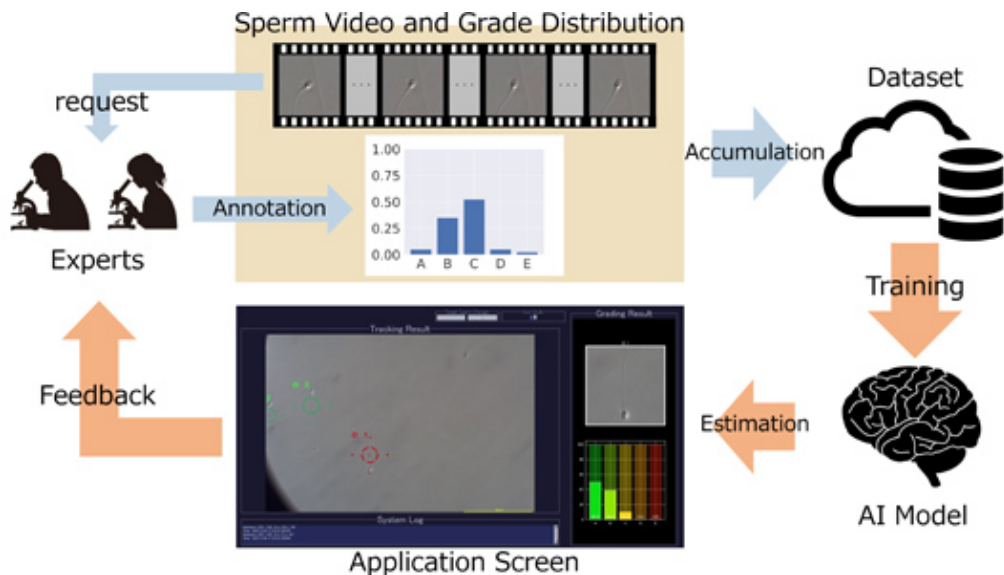 Sperm Video and Grade Distribution
request
Dataset
Accumulation
1.00
0.75
0.50
0.25
0.00
A B C D E
Annotation
Experts
Training
Tracking Result
Grading Result
Feedback
Estimation
System Log
AI Model
Application Screen